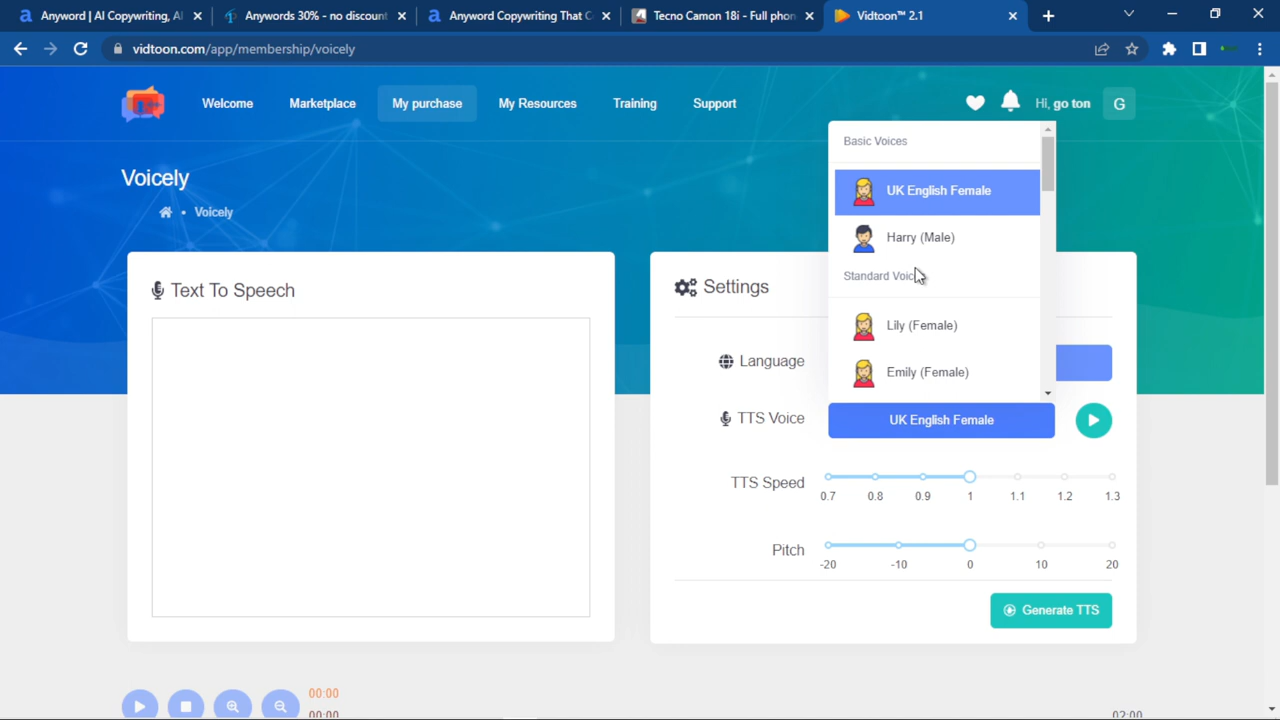 Anyword | AI Copywriting, AI
Anywords 30% - no discount
Anyword Copywriting That C
Tecno Camon 18i - Full phon
Vidtoon™ 2.1
vidtoon.com/app/membership/voicely
Welcome
Marketplace
My purchase
My Resources
Training
Support
Hi, go ton
G
Voicely
Voicely
Text To Speech
Settings
Basic Voices
UK English Female
Harry (Male)
Standard Voic
Lily (Female)
Emily (Female)
Language
TTS Voice
UK English Female
TTS Speed
0.7 0.8 0.9 1 1.1 1.2 1.3
Pitch
-20 -10 0 10 20
Generate TTS
00:00
00:00
02:00